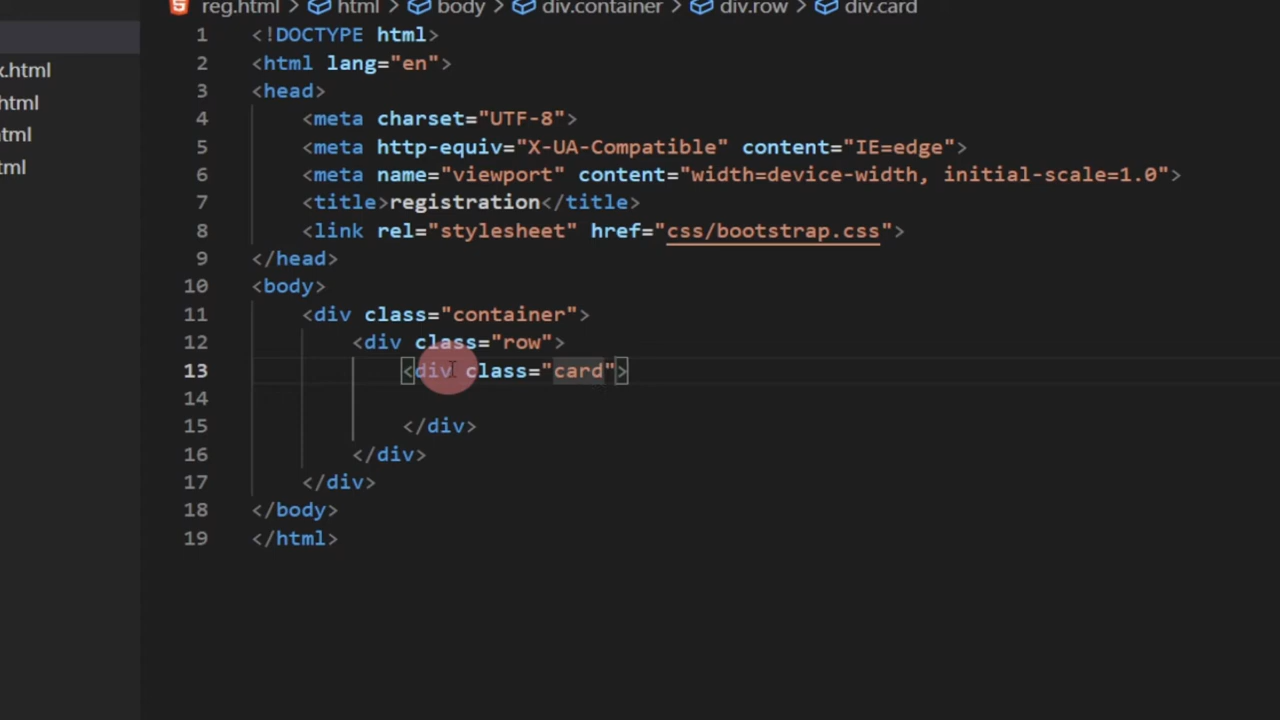 reg.html > html > body > div.container > div.row > div.card
1 <!DOCTYPE html>
2 <html lang="en">
3 <head>
x.html
4 <meta charset="UTF-8">
html
5 <meta http-equiv="X-UA-Compatible" content="IE=edge">
tml
6 <meta name="viewport" content="width=device-width, initial-scale=1.0">
ml
7 <title>registration</title>
8 <link rel="stylesheet" href="css/bootstrap.css">
9 </head>
10 <body>
11 <div class="container">
12 <div class="row">
13 <div class="card">
14
15 </div>
16 </div>
17 </div>
18 </body>
19 </html>